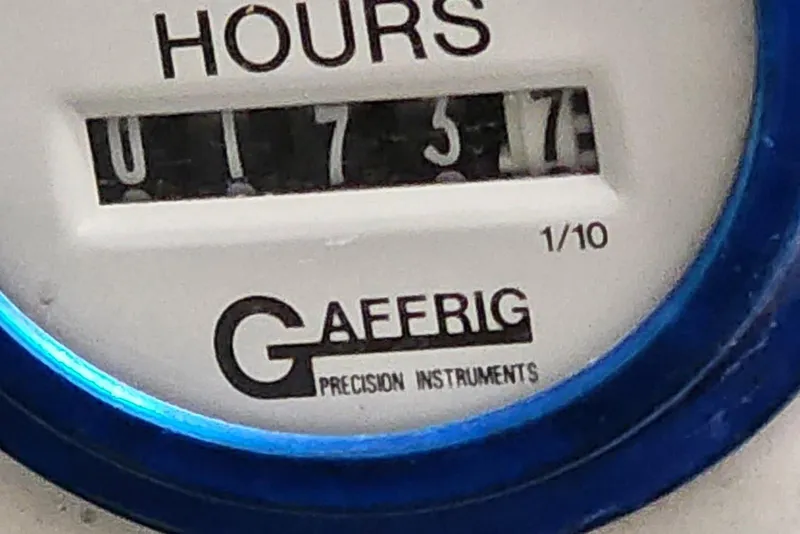 HOURS
01757
1/10
GAFFRIG
PRECISION INSTRUMENTS